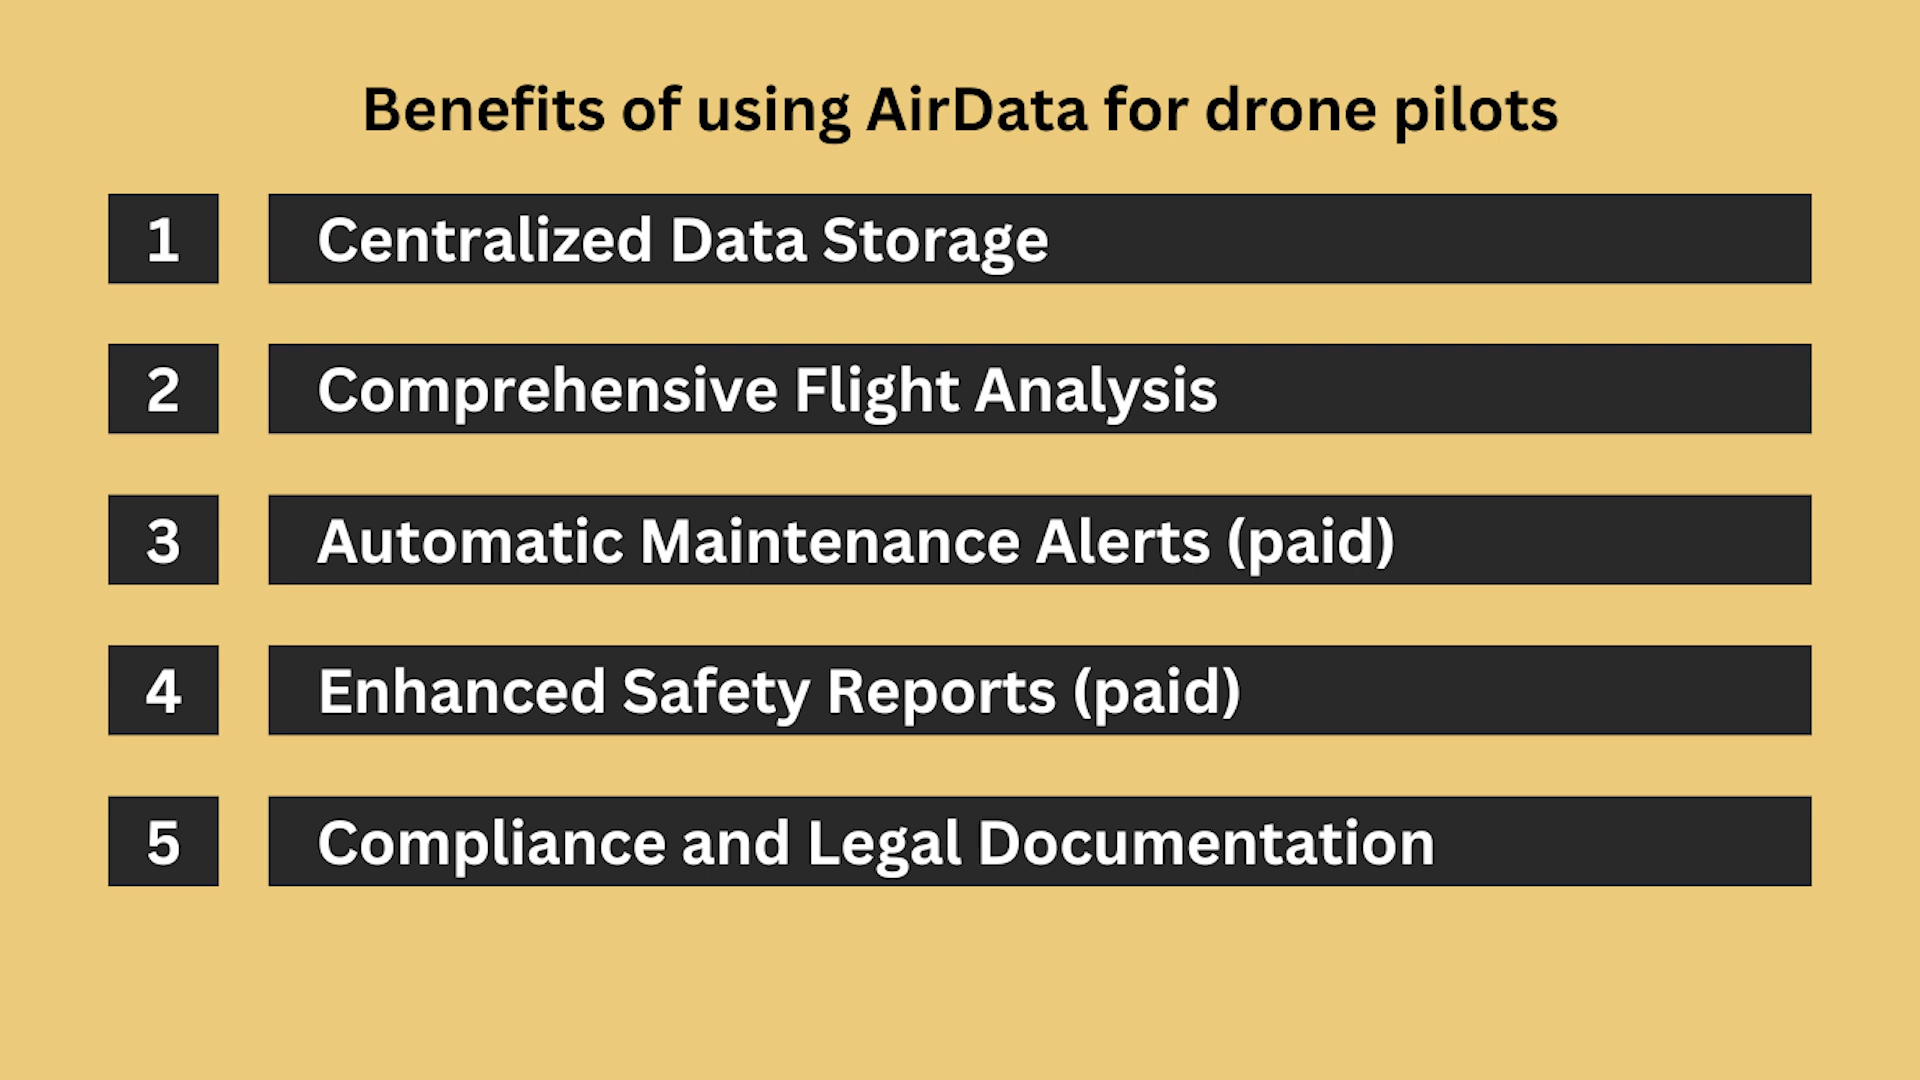 Benefits of using AirData for drone pilots
1 Centralized Data Storage
2 Comprehensive Flight Analysis
3 Automatic Maintenance Alerts (paid)
4 Enhanced Safety Reports (paid)
5 Compliance and Legal Documentation